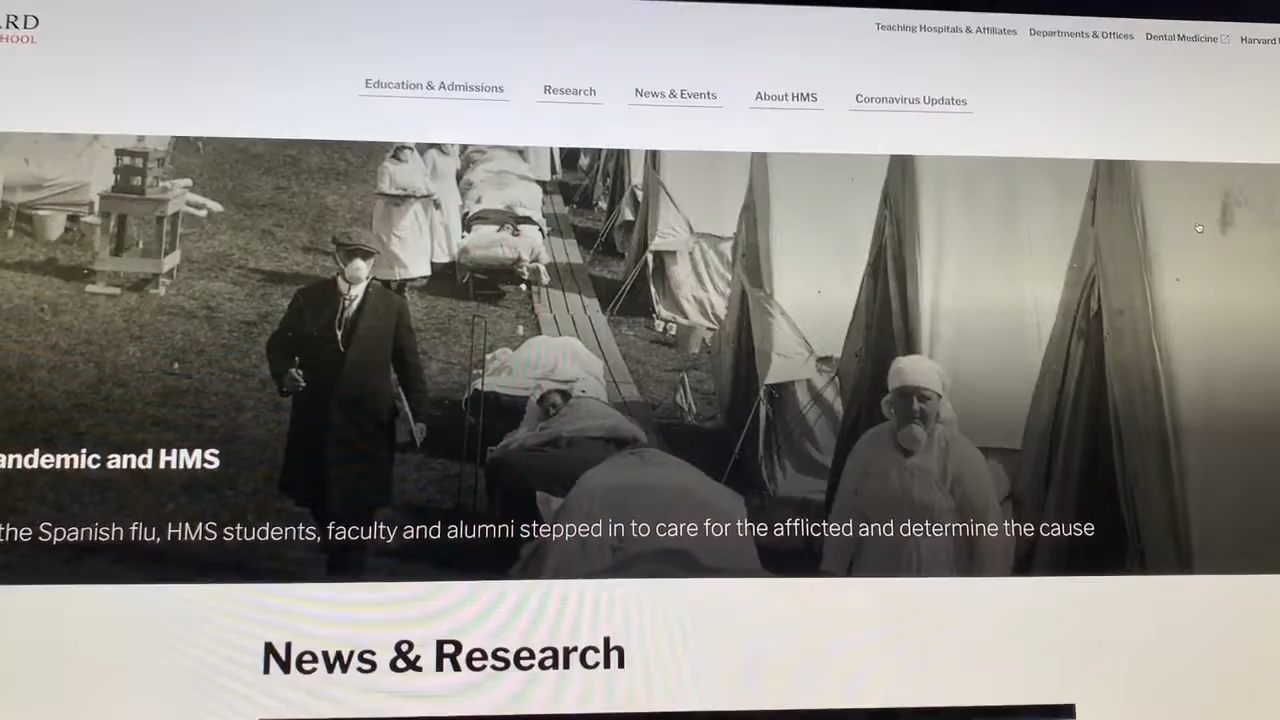 ARD
HOOL
Teaching Hospitals & Affiliates Departments & Offices Dental Medicine Harvard
Education & Admissions Research News & Events About HMS Coronavirus Updates
andemic and HMS
the Spanish flu, HMS students, faculty and alumni stepped in to care for the afflicted and determine the cause
News & Research